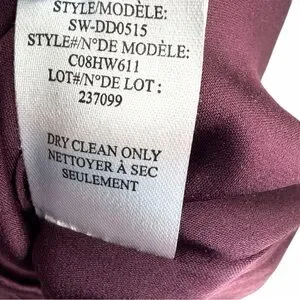 STYLE/MODÈLE:
SW-DD0515
STYLE#/N°DE MODÈLE:
C08HW611
LOT#/N°DE LOT :
237099
DRY CLEAN ONLY
NETTOYER À SEC
SEULEMENT